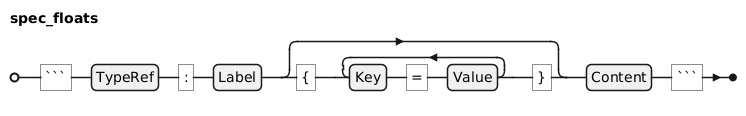 spec_floats
``` TypeRef : Label { Key = Value } Content ```